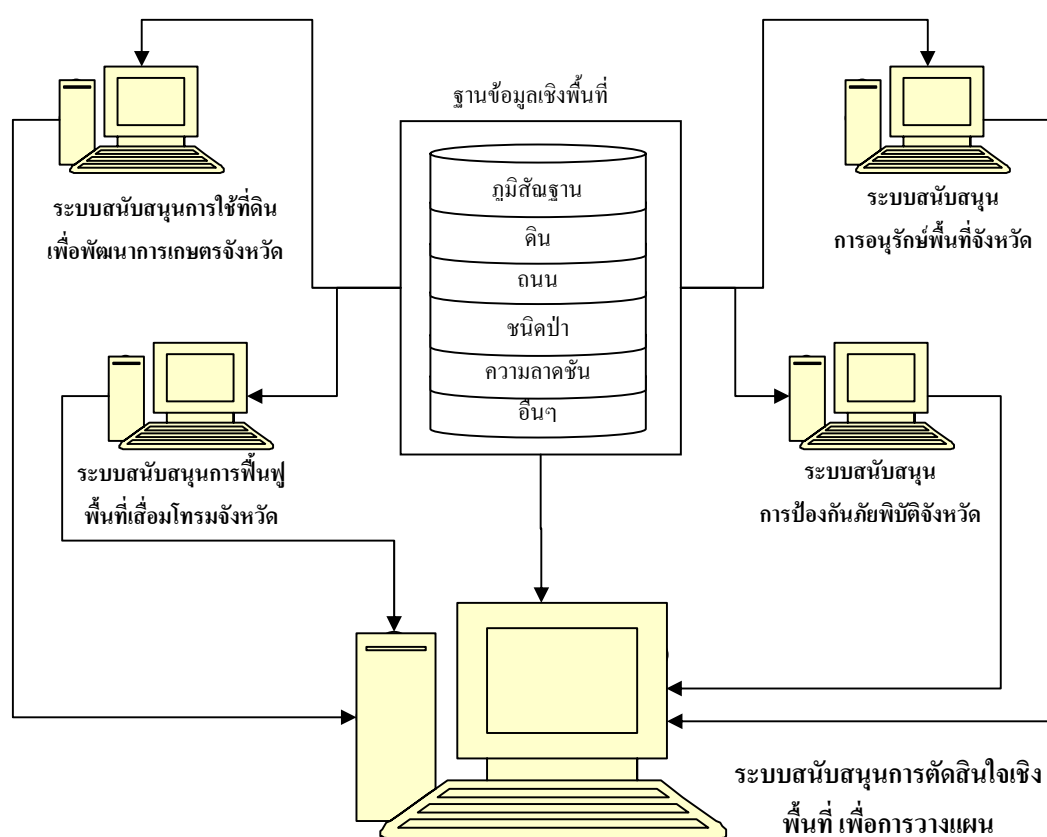 ฐานข้อมูลเชิงพื้นที่
ภูมิสัณฐาน
ดิน
ถนน
ชนิดป่า
ความลาดชัน
อื่นๆ
ระบบสนับสนุนการใช้ที่ดิน
เพื่อพัฒนาการเกษตรจังหวัด
ระบบสนับสนุน
การอนุรักษ์พื้นที่จังหวัด
ระบบสนับสนุนการฟื้นฟู
พื้นที่เสื่อมโทรมจังหวัด
ระบบสนับสนุน
การป้องกันภัยพิบัติจังหวัด
ระบบสนับสนุนการตัดสินใจเชิง
พื้นที่ เพื่อการวางแผน